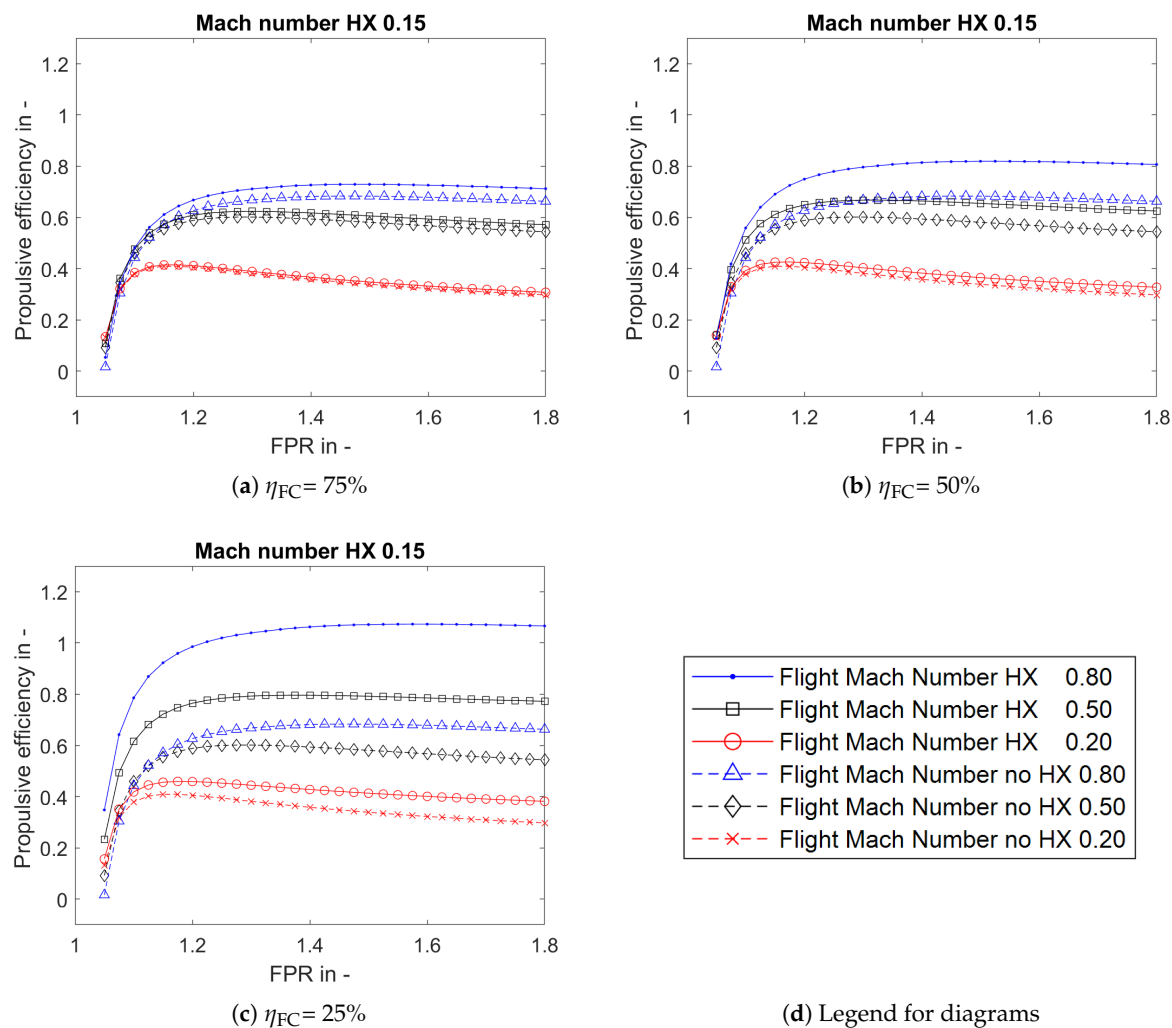 Mach number HX 0.15
Propulsive efficiency in -
1.2
1
0.8
0.6
0.4
0.2
0
1 1.2 1.4 1.6 1.8
FPR in -
(a) ηFC= 75%
Mach number HX 0.15
Propulsive efficiency in -
1.2
1
0.8
0.6
0.4
0.2
0
1 1.2 1.4 1.6 1.8
FPR in -
(b) ηFC= 50%
Mach number HX 0.15
Propulsive efficiency in -
1.2
1
0.8
0.6
0.4
0.2
0
1 1.2 1.4 1.6 1.8
FPR in -
(c) ηFC= 25%
Flight Mach Number HX 0.80
Flight Mach Number HX 0.50
Flight Mach Number HX 0.20
Flight Mach Number no HX 0.80
Flight Mach Number no HX 0.50
Flight Mach Number no HX 0.20
(d) Legend for diagrams